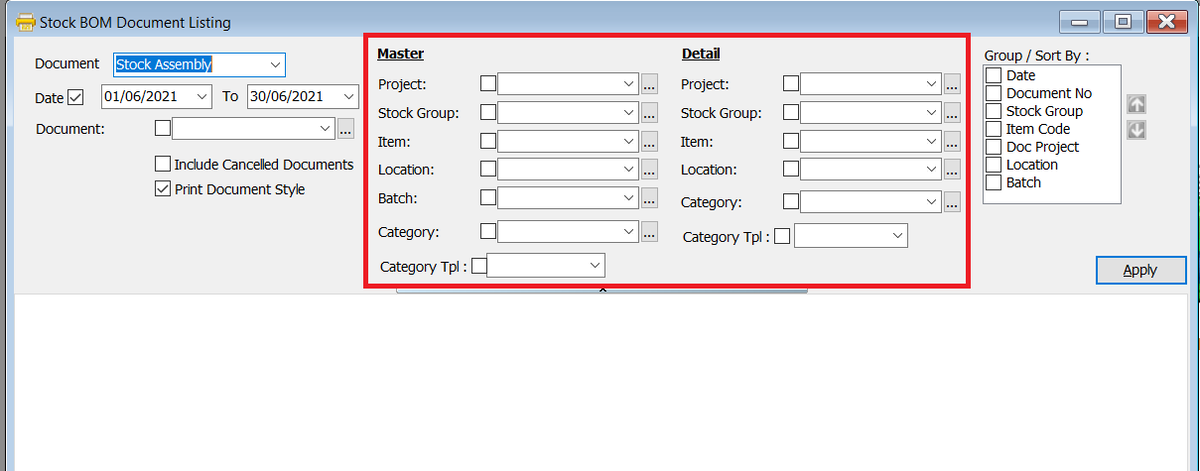 Stock BOM Document Listing
Document Stock Assembly
Date 01/06/2021 To 30/06/2021
Document: ...
Include Cancelled Documents
Print Document Style
Master
Project: ...
Stock Group: ...
Item: ...
Location: ...
Batch: ...
Category: ...
Category Tpl :
Detail
Project: ...
Stock Group: ...
Item: ...
Location: ...
Category: ...
Category Tpl :
Group / Sort By :
Date
Document No
Stock Group
Item Code
Doc Project
Location
Batch
Apply